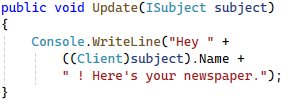 public void Update(ISubject subject)
{
    Console.WriteLine("Hey " +
        ((Client)subject).Name +
        " ! Here's your newspaper.");
}